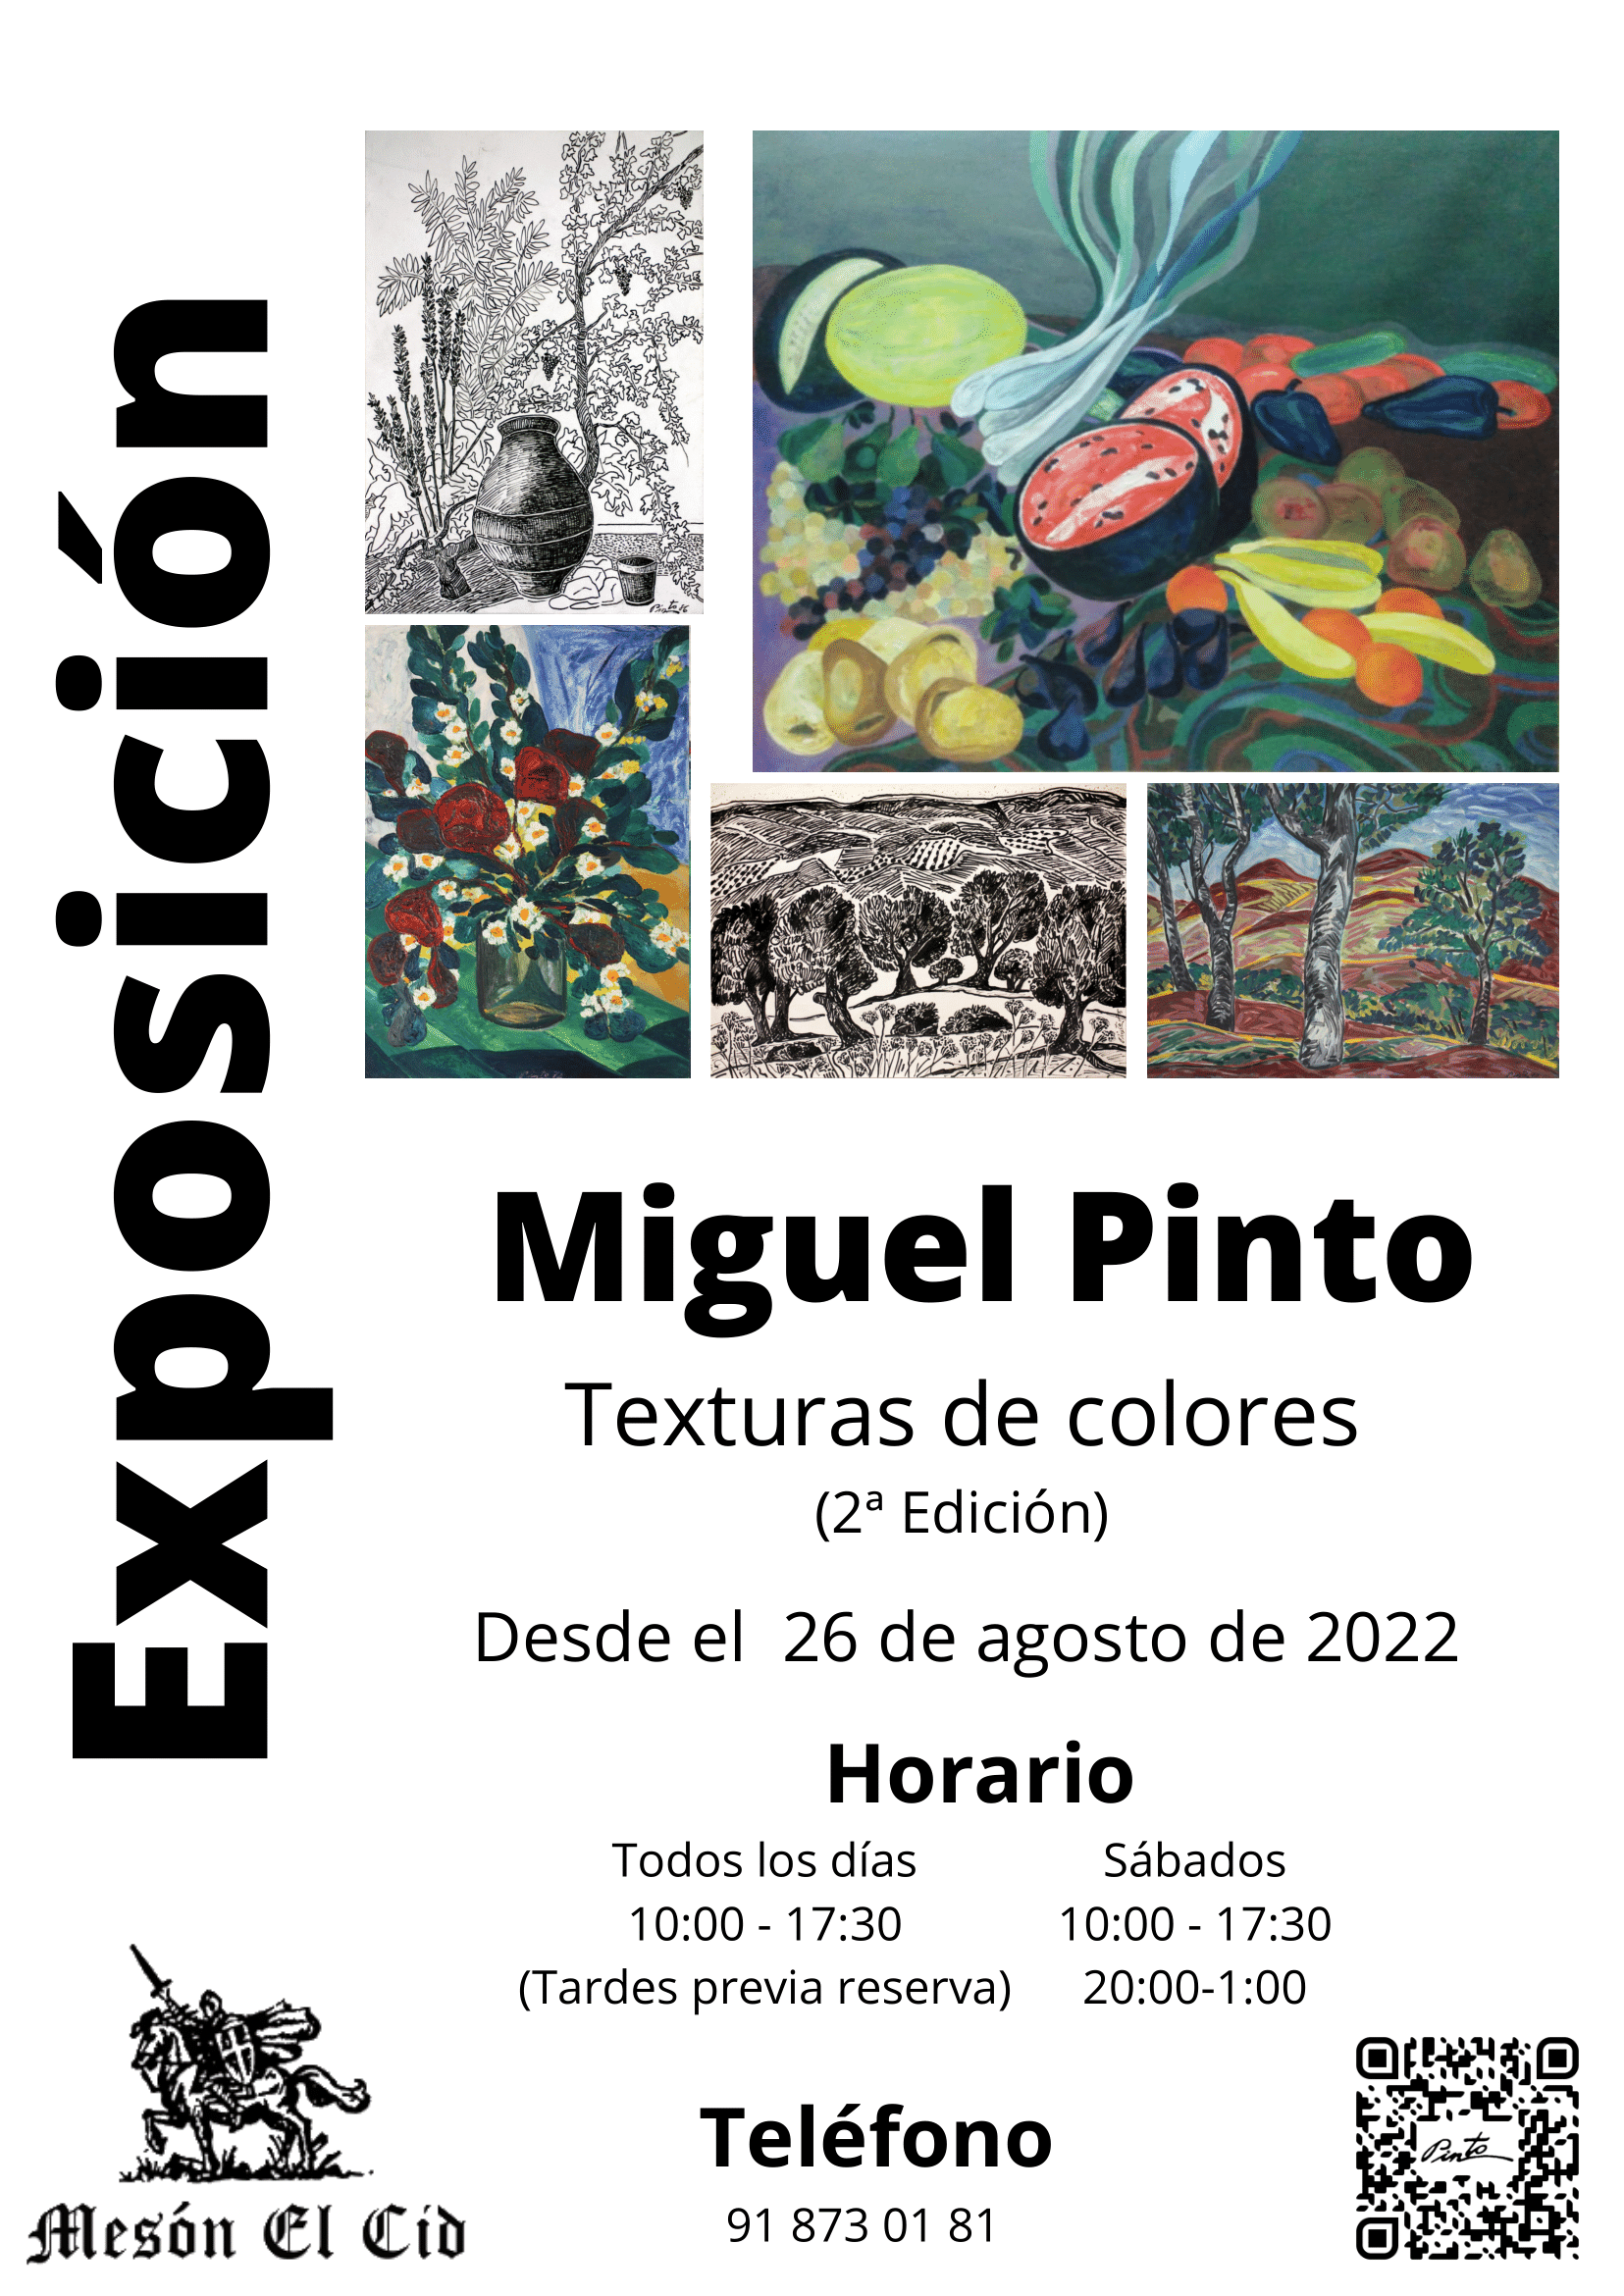 Exposición
Pinto 86
Miguel Pinto
Texturas de colores
(2ª Edición)
Desde el  26 de agosto de 2022
Horario
Todos los días
10:00 - 17:30
(Tardes previa reserva)
Sábados
10:00 - 17:30
20:00-1:00
Teléfono
91 873 01 81
Mesón El Cid
Pinto